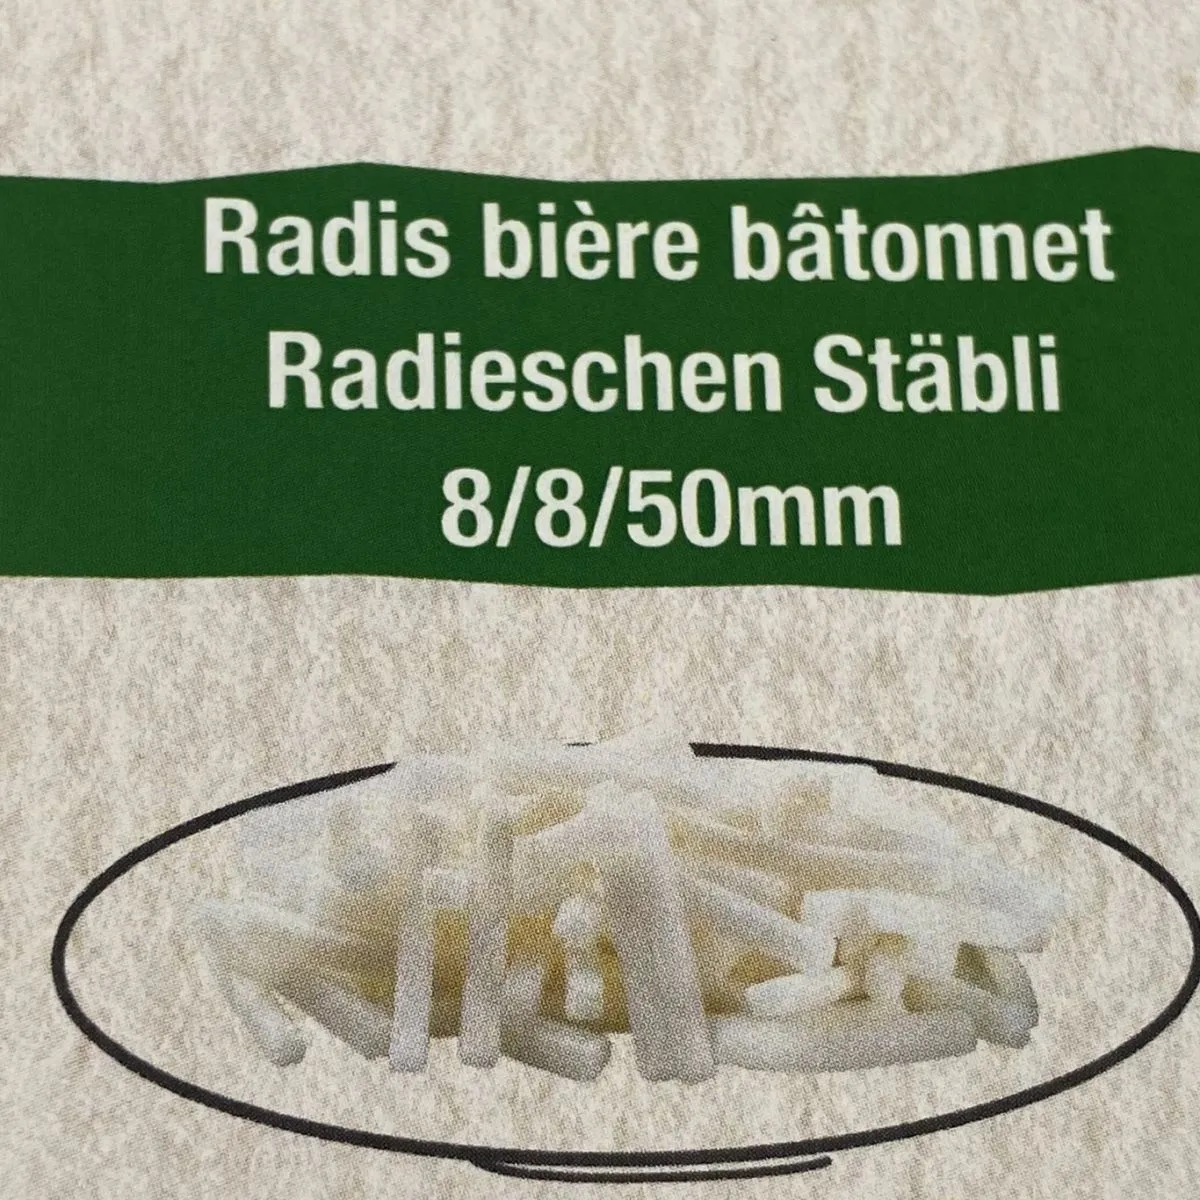 Radis bière bâtonnet
Radieschen Stäbli
8/8/50mm